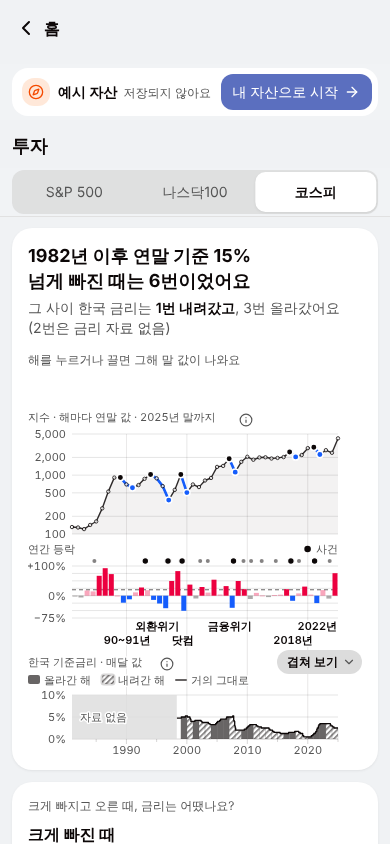 홈
예시 자산 저장되지 않아요 내 자산으로 시작
투자
S&P 500 나스닥100 코스피
1982년 이후 연말 기준 15%
넘게 빠진 때는 6번이었어요
그 사이 한국 금리는 1번 내려갔고, 3번 올라갔어요
(2번은 금리 자료 없음)
해를 누르거나 끌면 그해 말 값이 나와요
지수 · 해마다 연말 값 · 2025년 말까지
5,000
2,000
1,000
500
200
100
연간 등락 사건
+100%
0%
−75%
외환위기 금융위기 2022년
90~91년 닷컴 2018년
한국 기준금리 · 매달 값 겹쳐 보기
올라간 해 내려간 해 거의 그대로
10%
자료 없음
5%
0%
1990 2000 2010 2020
크게 빠지고 오른 때, 금리는 어땠나요?
크게 빠진 때